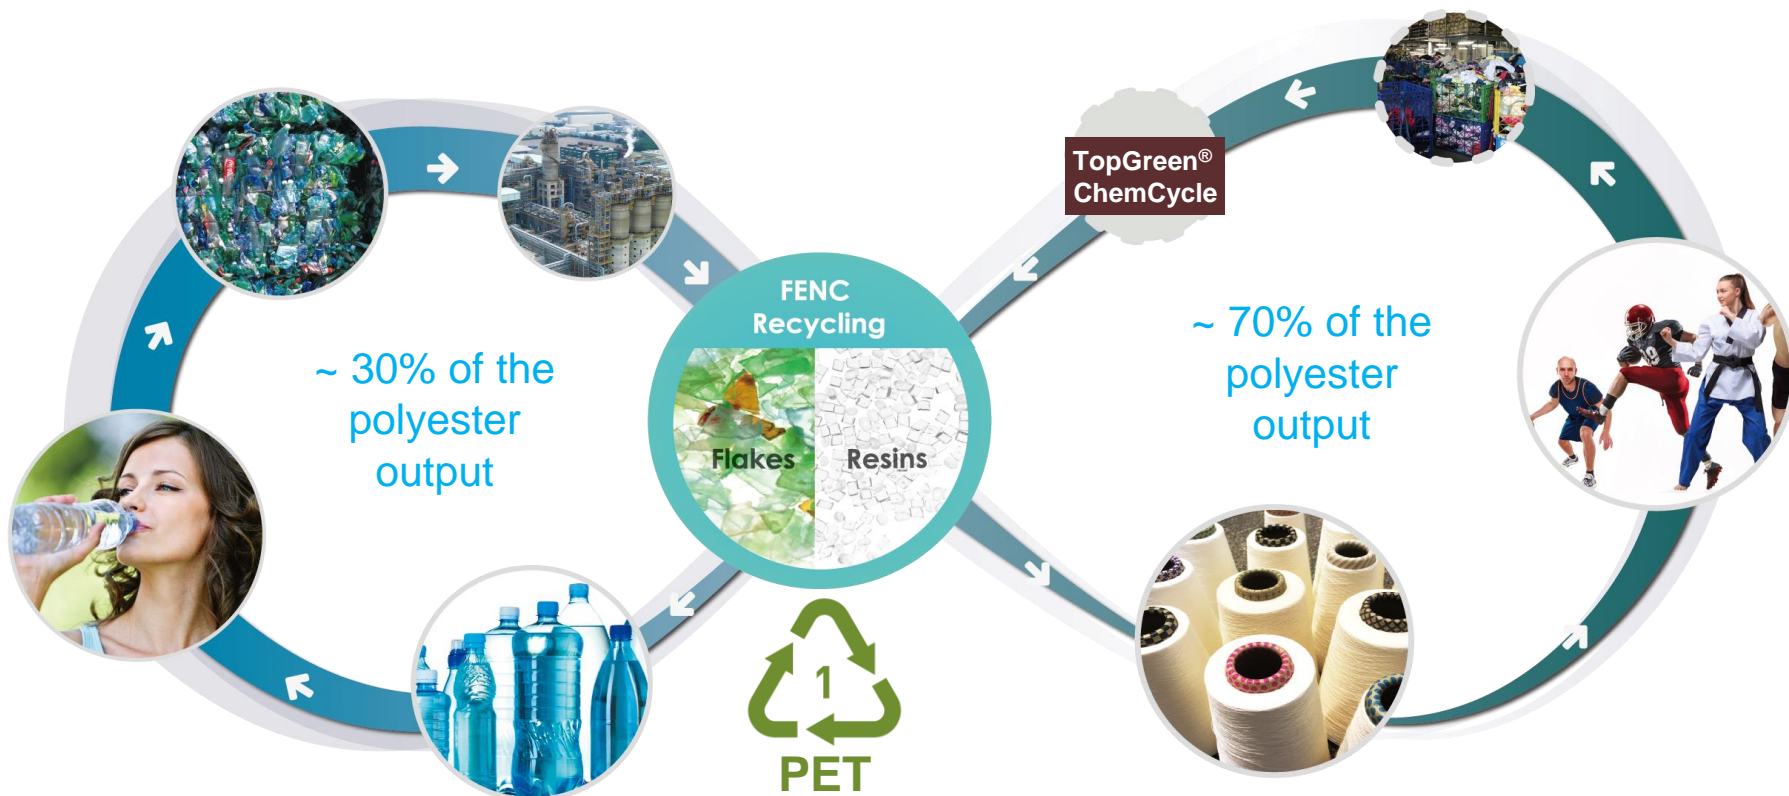 TopGreen®
ChemCycle
FENC
Recycling
~ 30% of the
polyester
output
~ 70% of the
polyester
output
Flakes
Resins
1
PET